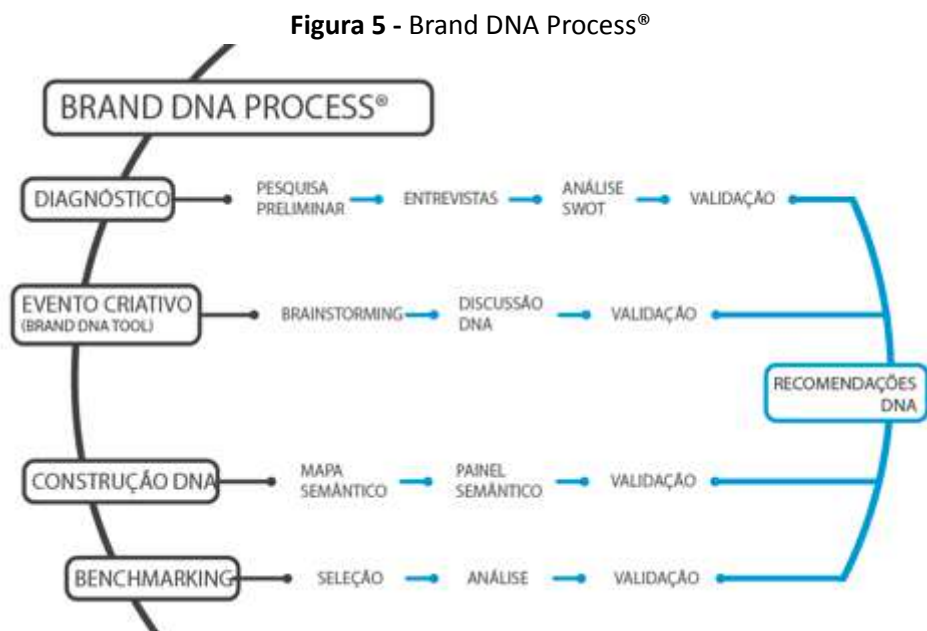 Figura 5 - Brand DNA Process®
BRAND DNA PROCESS®
DIAGNÓSTICO
PESQUISA
PRELIMINAR
ENTREVISTAS
ANÁLISE
SWOT
VALIDAÇÃO
EVENTO CRIATIVO
(BRAND DNA TOOL)
BRAINSTORMING
DISCUSSÃO
DNA
VALIDAÇÃO
RECOMENDAÇÕES
DNA
CONSTRUÇÃO DNA
MAPA
SEMÂNTICO
PAINEL
SEMÂNTICO
VALIDAÇÃO
BENCHMARKING
SELEÇÃO
ANÁLISE
VALIDAÇÃO